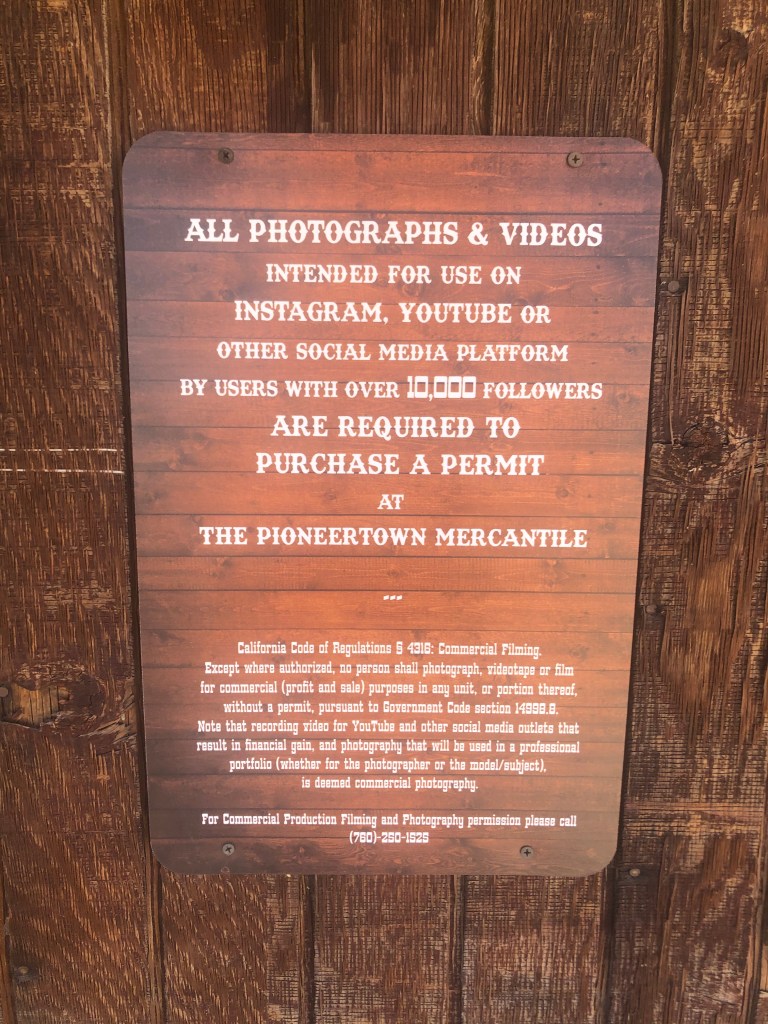 ALL PHOTOGRAPHS & VIDEOS
INTENDED FOR USE ON
INSTAGRAM, YOUTUBE OR
OTHER SOCIAL MEDIA PLATFORM
BY USERS WITH OVER 10,000 FOLLOWERS
ARE REQUIRED TO
PURCHASE A PERMIT
AT
THE PIONEERTOWN MERCANTILE
---
California Code of Regulations § 4316: Commercial Filming.
Except where authorized, no person shall photograph, videotape or film
for commercial (profit and sale) purposes in any unit, or portion thereof,
without a permit, pursuant to Government Code section 14998.8.
Note that recording video for YouTube and other social media outlets that
result in financial gain, and photography that will be used in a professional
portfolio (whether for the photographer or the model/subject),
is deemed commercial photography.
For Commercial Production Filming and Photography permission please call
(760)-250-1525